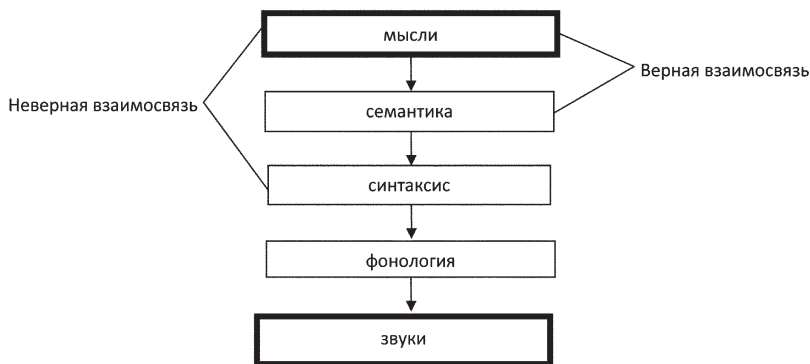 мысли
Верная взаимосвязь
Неверная взаимосвязь
семантика
синтаксис
фонология
звуки